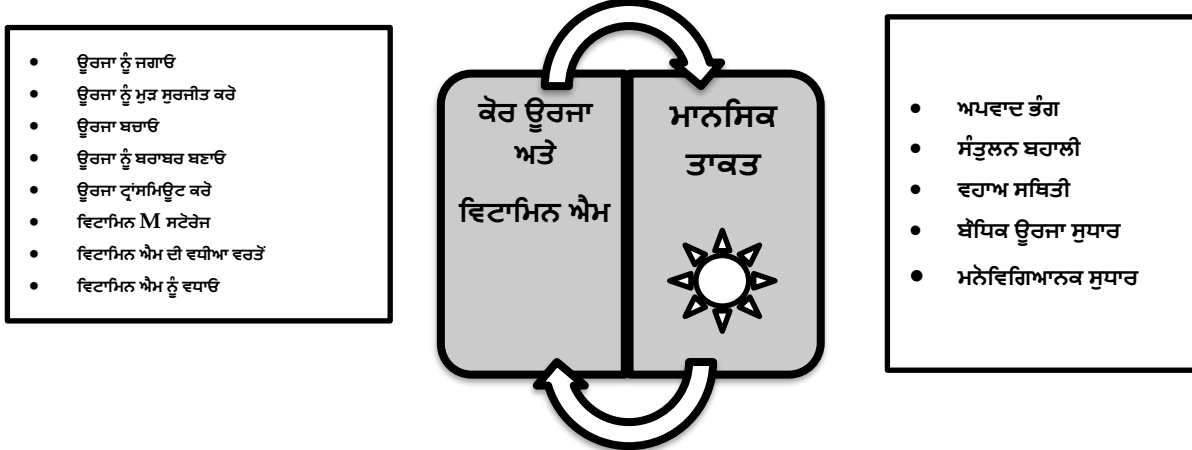 • ਊਰਜਾ ਨੂੰ ਜਗਾਓ
• ਊਰਜਾ ਨੂੰ ਮੁੜ ਸੁਰਜੀਤ ਕਰੋ
• ਊਰਜਾ ਬਚਾਓ
• ਊਰਜਾ ਨੂੰ ਬਰਾਬਰ ਬਣਾਓ
• ਊਰਜਾ ਟ੍ਰਾਂਸਮਿਊਟ ਕਰੋ
• ਵਿਟਾਮਿਨ M ਸਟੋਰੇਜ
• ਵਿਟਾਮਿਨ ਐਮ ਦੀ ਵਧੀਆ ਵਰਤੋਂ
• ਵਿਟਾਮਿਨ ਐਮ ਨੂੰ ਵਧਾਓ
ਕੋਰ ਊਰਜਾ
ਅਤੇ
ਵਿਟਾਮਿਨ ਐਮ
ਮਾਨਸਿਕ
ਤਾਕਤ
• ਅਪਵਾਦ ਭੰਗ
• ਸੰਤੁਲਨ ਬਹਾਲੀ
• ਵਹਾਅ ਸਥਿਤੀ
• ਬੌਧਿਕ ਊਰਜਾ ਸੁਧਾਰ
• ਮਨੋਵਿਗਿਆਨਕ ਸੁਧਾਰ